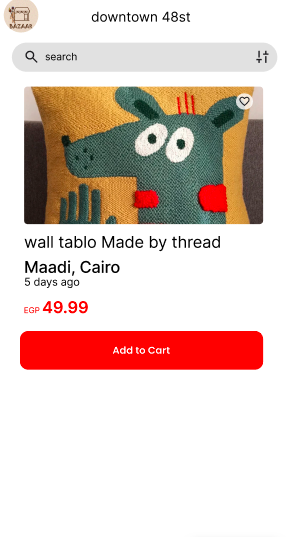 downtown 48st
BAZAAR
search
wall tablo Made by thread
Maadi, Cairo
5 days ago
EGP 49.99
Add to Cart